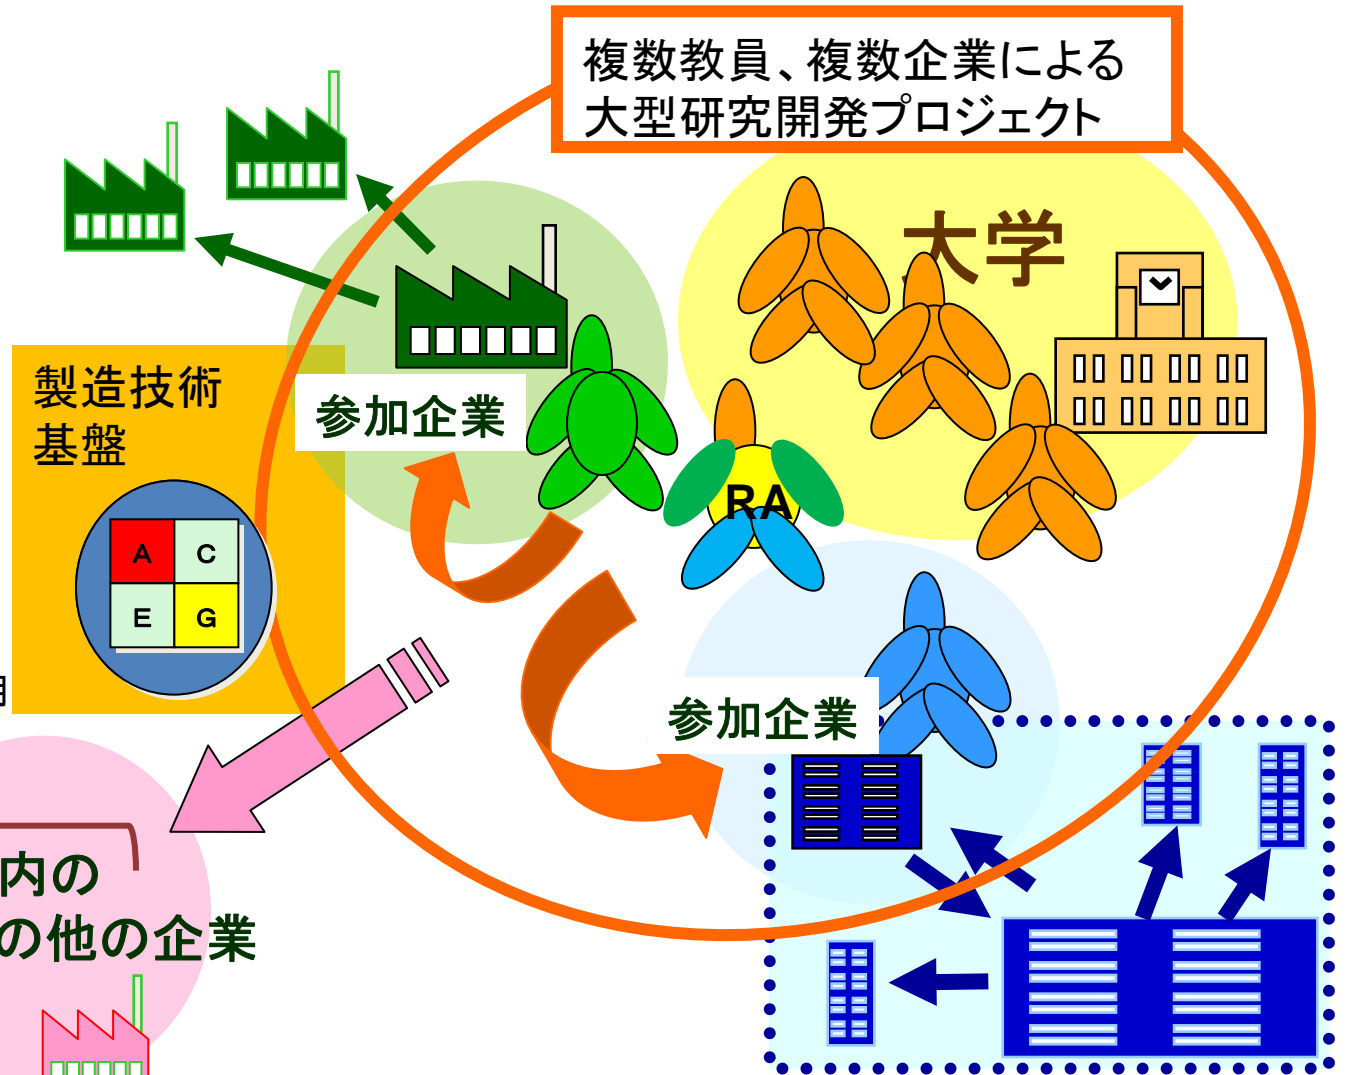 複数教員、複数企業による
大型研究開発プロジェクト
大学
製造技術
基盤
参加企業
RA
A C
E G
参加企業
内の
の他の企業